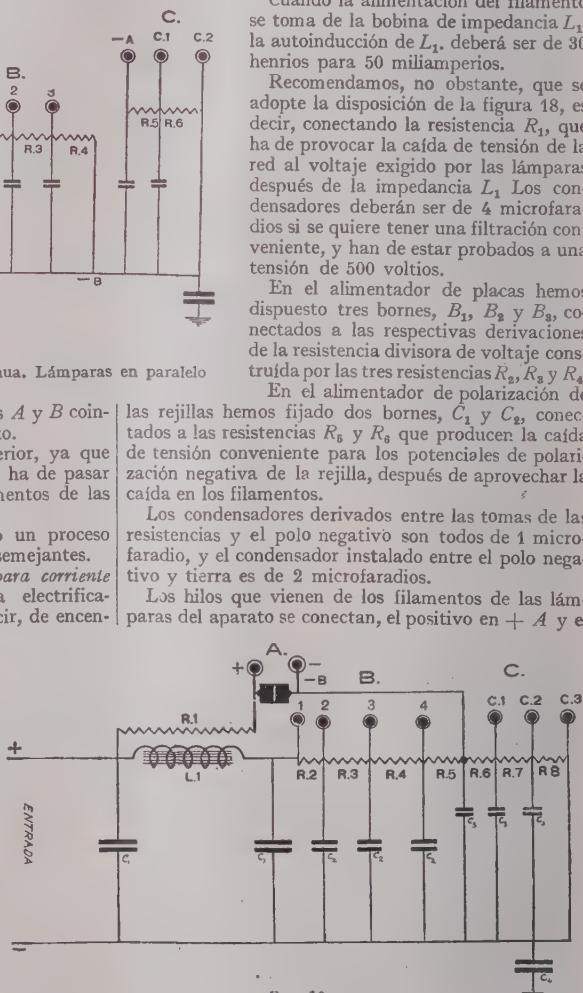 C.
–A C.1 C.2
B.
2 3
R.5 R.6
R.3 R.4
–B
nua. Lámparas en paralelo
se toma de la bobina de impedancia L₁
la autoinducción de L₁. deberá ser de 30
henrios para 50 miliamperios.
Recomendamos, no obstante, que se
adopte la disposición de la figura 18, es
decir, conectando la resistencia R₁, que
ha de provocar la caída de tensión de la
red al voltaje exigido por las lámparas
después de la impedancia L₁ Los con-
densadores deberán ser de 4 microfara-
dios si se quiere tener una filtración con-
veniente, y han de estar probados a una
tensión de 500 voltios.
En el alimentador de placas hemos
dispuesto tres bornes, B₁, B₂ y B₃, co-
nectados a las respectivas derivaciones
de la resistencia divisora de voltaje cons-
truída por las tres resistencias R₂, R₃ y R₄
En el alimentador de polarización de
s A y B coin-
to.
erior, ya que
ha de pasar
mentos de las
o un proceso
semejantes.
para corriente
a electrifica-
cir, de encen-
las rejillas hemos fijado dos bornes, C₁ y C₂, conec-
tados a las resistencias R₅ y R₆ que producen la caída
de tensión conveniente para los potenciales de polari-
zación negativa de la rejilla, después de aprovechar la
caída en los filamentos.
Los condensadores derivados entre las tomas de las
resistencias y el polo negativo son todos de 1 micro-
faradio, y el condensador instalado entre el polo nega-
tivo y tierra es de 2 microfaradios.
Los hilos que vienen de los filamentos de las lám-
paras del aparato se conectan, el positivo en + A y e
A.
+ –
–B B. C.
1 2 3 4 C.1 C.2 C.3
R.1
+
L.1 R.2 R.3 R.4 R.5 R.6 R.7 R8
ENTRADA
C₁ C₁ C₂ C₂ C₂ C₃ C₃ C₃
–
C₄